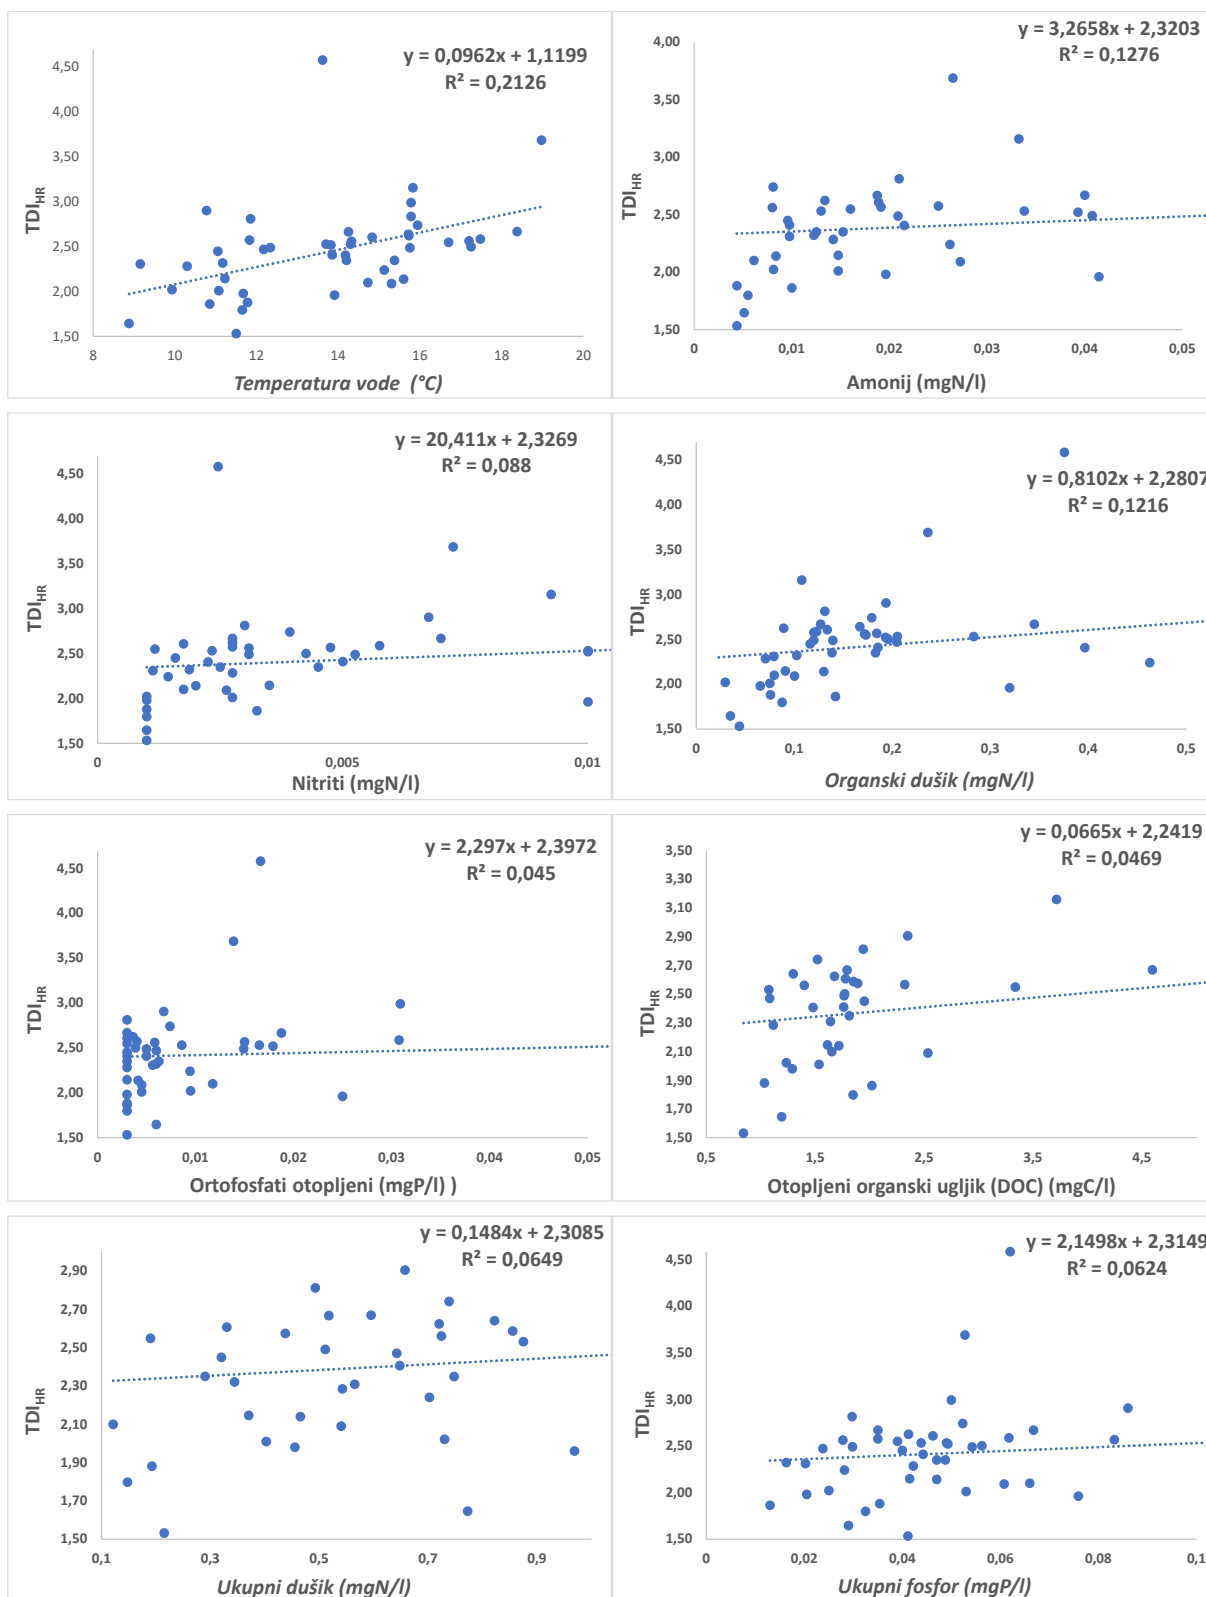 y = 0,0962x + 1,1199
R² = 0,2126
4,50
4,00
3,50
3,00
2,50
2,00
1,50
TDI_HR
8 10 12 14 16 18 20
Temperatura vode (°C)
y = 3,2658x + 2,3203
R² = 0,1276
4,00
3,50
3,00
2,50
2,00
1,50
TDI_HR
0 0,01 0,02 0,03 0,04 0,05
Amonij (mgN/l)
y = 20,411x + 2,3269
R² = 0,088
4,50
4,00
3,50
3,00
2,50
2,00
1,50
TDI_HR
0 0,005 0,01
Nitriti (mgN/l)
y = 0,8102x + 2,2807
R² = 0,1216
4,50
4,00
3,50
3,00
2,50
2,00
1,50
TDI_HR
0 0,1 0,2 0,3 0,4 0,5
Organski dušik (mgN/l)
y = 2,297x + 2,3972
R² = 0,045
4,50
4,00
3,50
3,00
2,50
2,00
1,50
TDI_HR
0 0,01 0,02 0,03 0,04 0,05
Ortofosfati otopljeni (mgP/l) )
y = 0,0665x + 2,2419
R² = 0,0469
3,50
3,30
3,10
2,90
2,70
2,50
2,30
2,10
1,90
1,70
1,50
TDI_HR
0,5 1,5 2,5 3,5 4,5
Otopljeni organski ugljik (DOC) (mgC/l)
y = 0,1484x + 2,3085
R² = 0,0649
2,90
2,70
2,50
2,30
2,10
1,90
1,70
1,50
TDI_HR
0,1 0,3 0,5 0,7 0,9
Ukupni dušik (mgN/l)
y = 2,1498x + 2,3149
R² = 0,0624
4,50
4,00
3,50
3,00
2,50
2,00
1,50
TDI_HR
0 0,02 0,04 0,06 0,08 0,1
Ukupni fosfor (mgP/l)